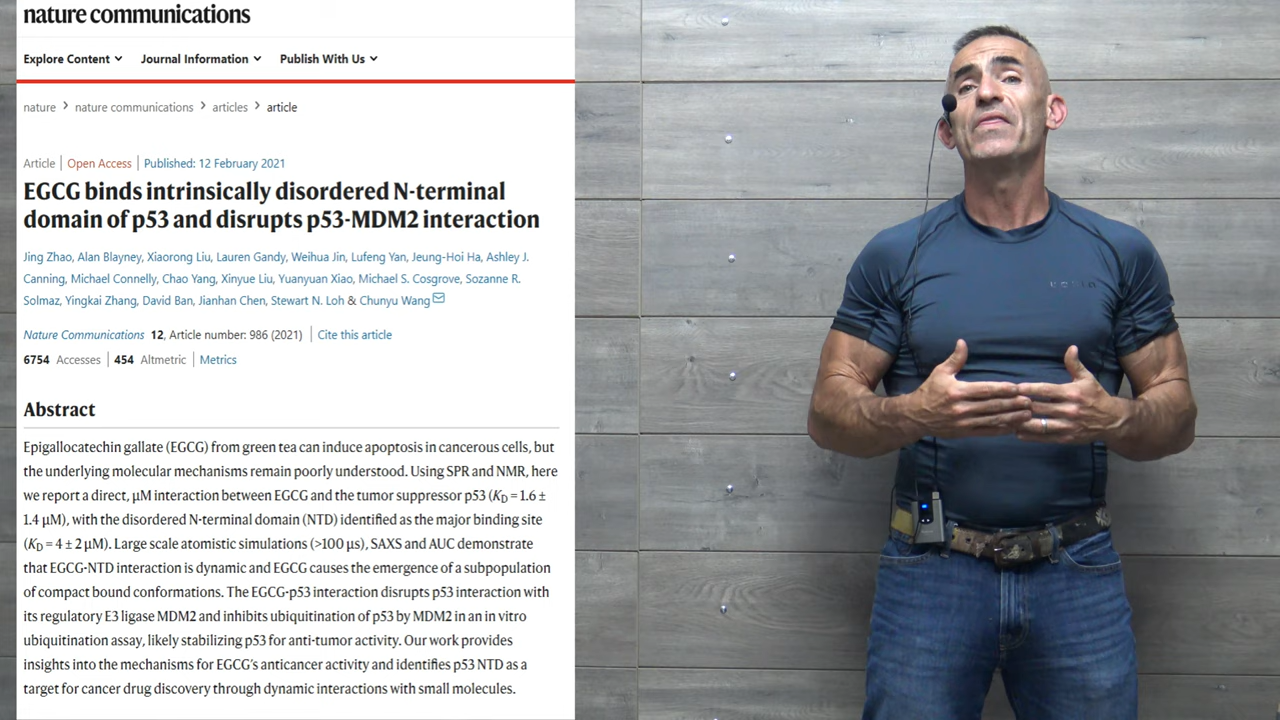 nature communications
Explore Content Journal Information Publish With Us
nature > nature communications > articles > article
Article | Open Access | Published: 12 February 2021
EGCG binds intrinsically disordered N-terminal
domain of p53 and disrupts p53-MDM2 interaction
Jing Zhao, Alan Blayney, Xiaorong Liu, Lauren Gandy, Weihua Jin, Lufeng Yan, Jeung-Hoi Ha, Ashley J.
Canning, Michael Connelly, Chao Yang, Xinyue Liu, Yuanyuan Xiao, Michael S. Cosgrove, Sozanne R.
Solmaz, Yingkai Zhang, David Ban, Jianhan Chen, Stewart N. Loh & Chunyu Wang
Nature Communications 12, Article number: 986 (2021) | Cite this article
6754 Accesses | 454 Altmetric | Metrics
Abstract
Epigallocatechin gallate (EGCG) from green tea can induce apoptosis in cancerous cells, but
the underlying molecular mechanisms remain poorly understood. Using SPR and NMR, here
we report a direct, μM interaction between EGCG and the tumor suppressor p53 (KD = 1.6 ±
1.4 μM), with the disordered N-terminal domain (NTD) identified as the major binding site
(KD = 4 ± 2 μM). Large scale atomistic simulations (>100 μs), SAXS and AUC demonstrate
that EGCG-NTD interaction is dynamic and EGCG causes the emergence of a subpopulation
of compact bound conformations. The EGCG-p53 interaction disrupts p53 interaction with
its regulatory E3 ligase MDM2 and inhibits ubiquitination of p53 by MDM2 in an in vitro
ubiquitination assay, likely stabilizing p53 for anti-tumor activity. Our work provides
insights into the mechanisms for EGCG's anticancer activity and identifies p53 NTD as a
target for cancer drug discovery through dynamic interactions with small molecules.